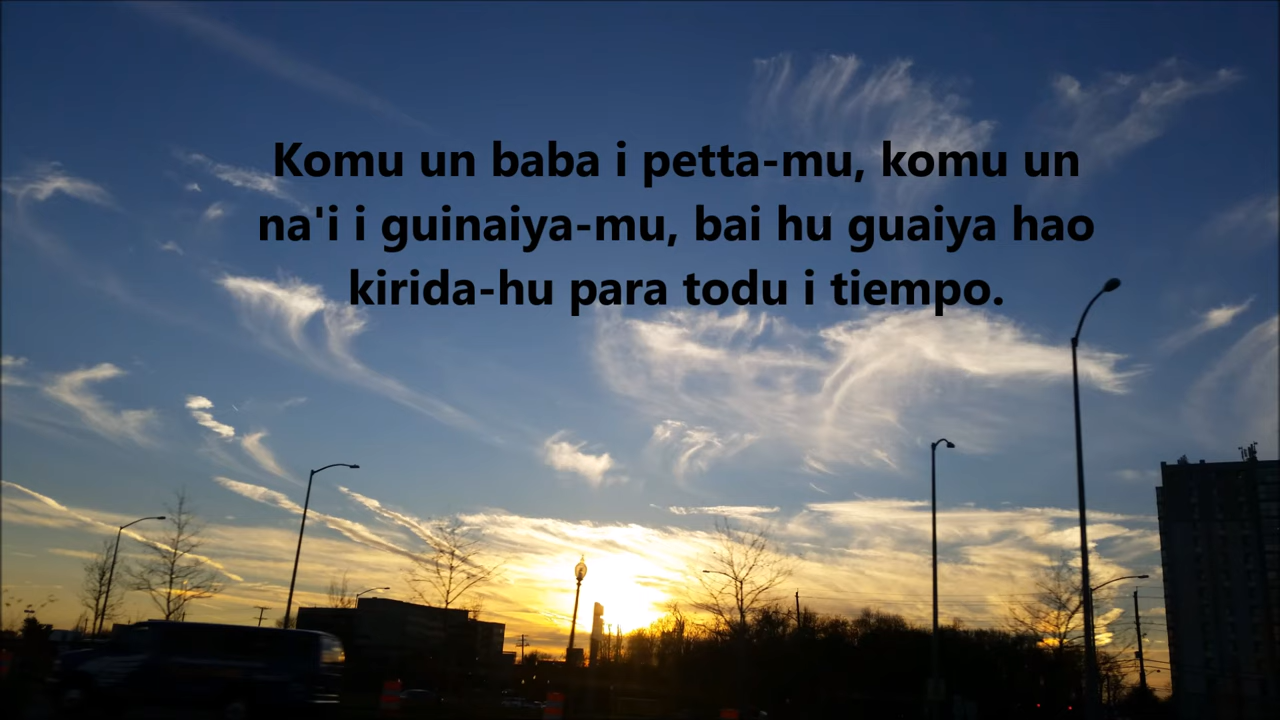 Komu un baba i petta-mu, komu un
na'i i guinaiya-mu, bai hu guaiya hao
kirida-hu para todu i tiempo.